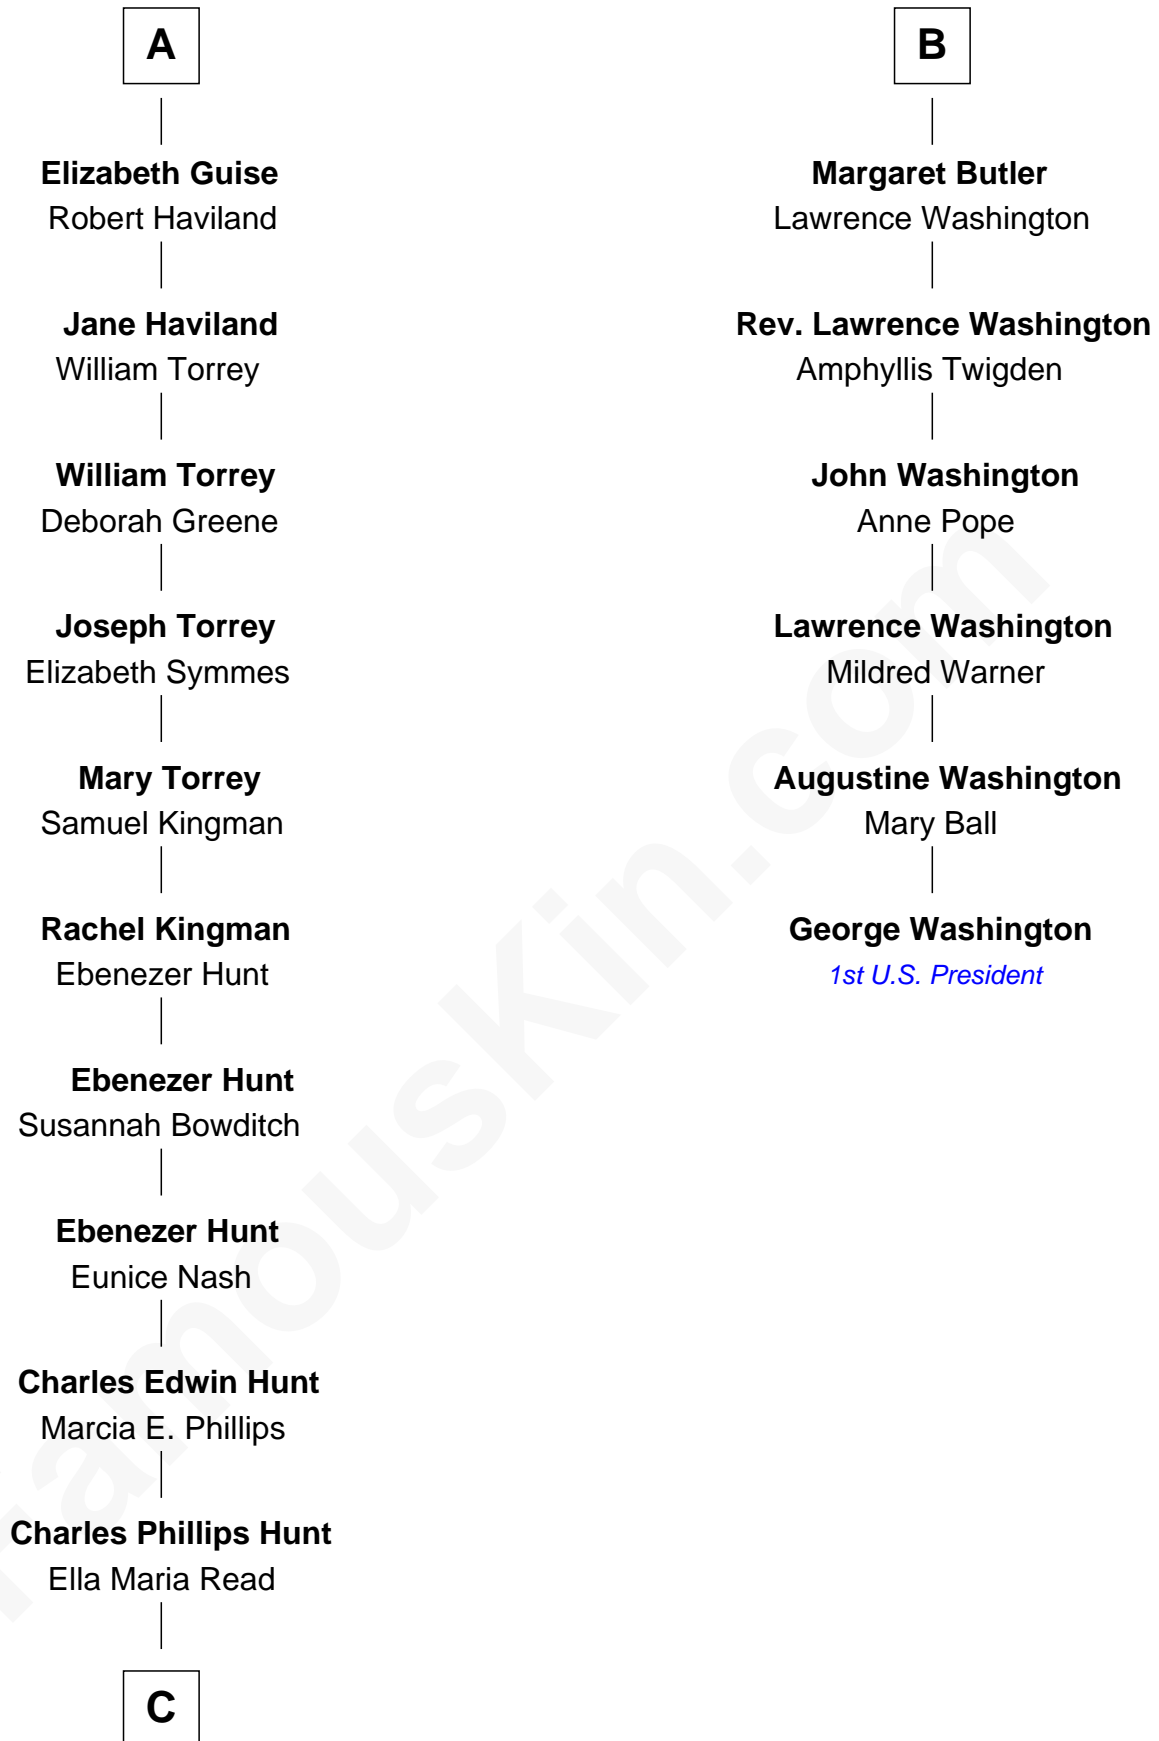 A
Elizabeth Guise
Robert Haviland
Jane Haviland
William Torrey
William Torrey
Deborah Greene
Joseph Torrey
Elizabeth Symmes
Mary Torrey
Samuel Kingman
Rachel Kingman
Ebenezer Hunt
Ebenezer Hunt
Susannah Bowditch
Ebenezer Hunt
Eunice Nash
Charles Edwin Hunt
Marcia E. Phillips
Charles Phillips Hunt
Ella Maria Read
C
B
Margaret Butler
Lawrence Washington
Rev. Lawrence Washington
Amphyllis Twigden
John Washington
Anne Pope
Lawrence Washington
Mildred Warner
Augustine Washington
Mary Ball
George Washington
1st U.S. President
FamousKin.com